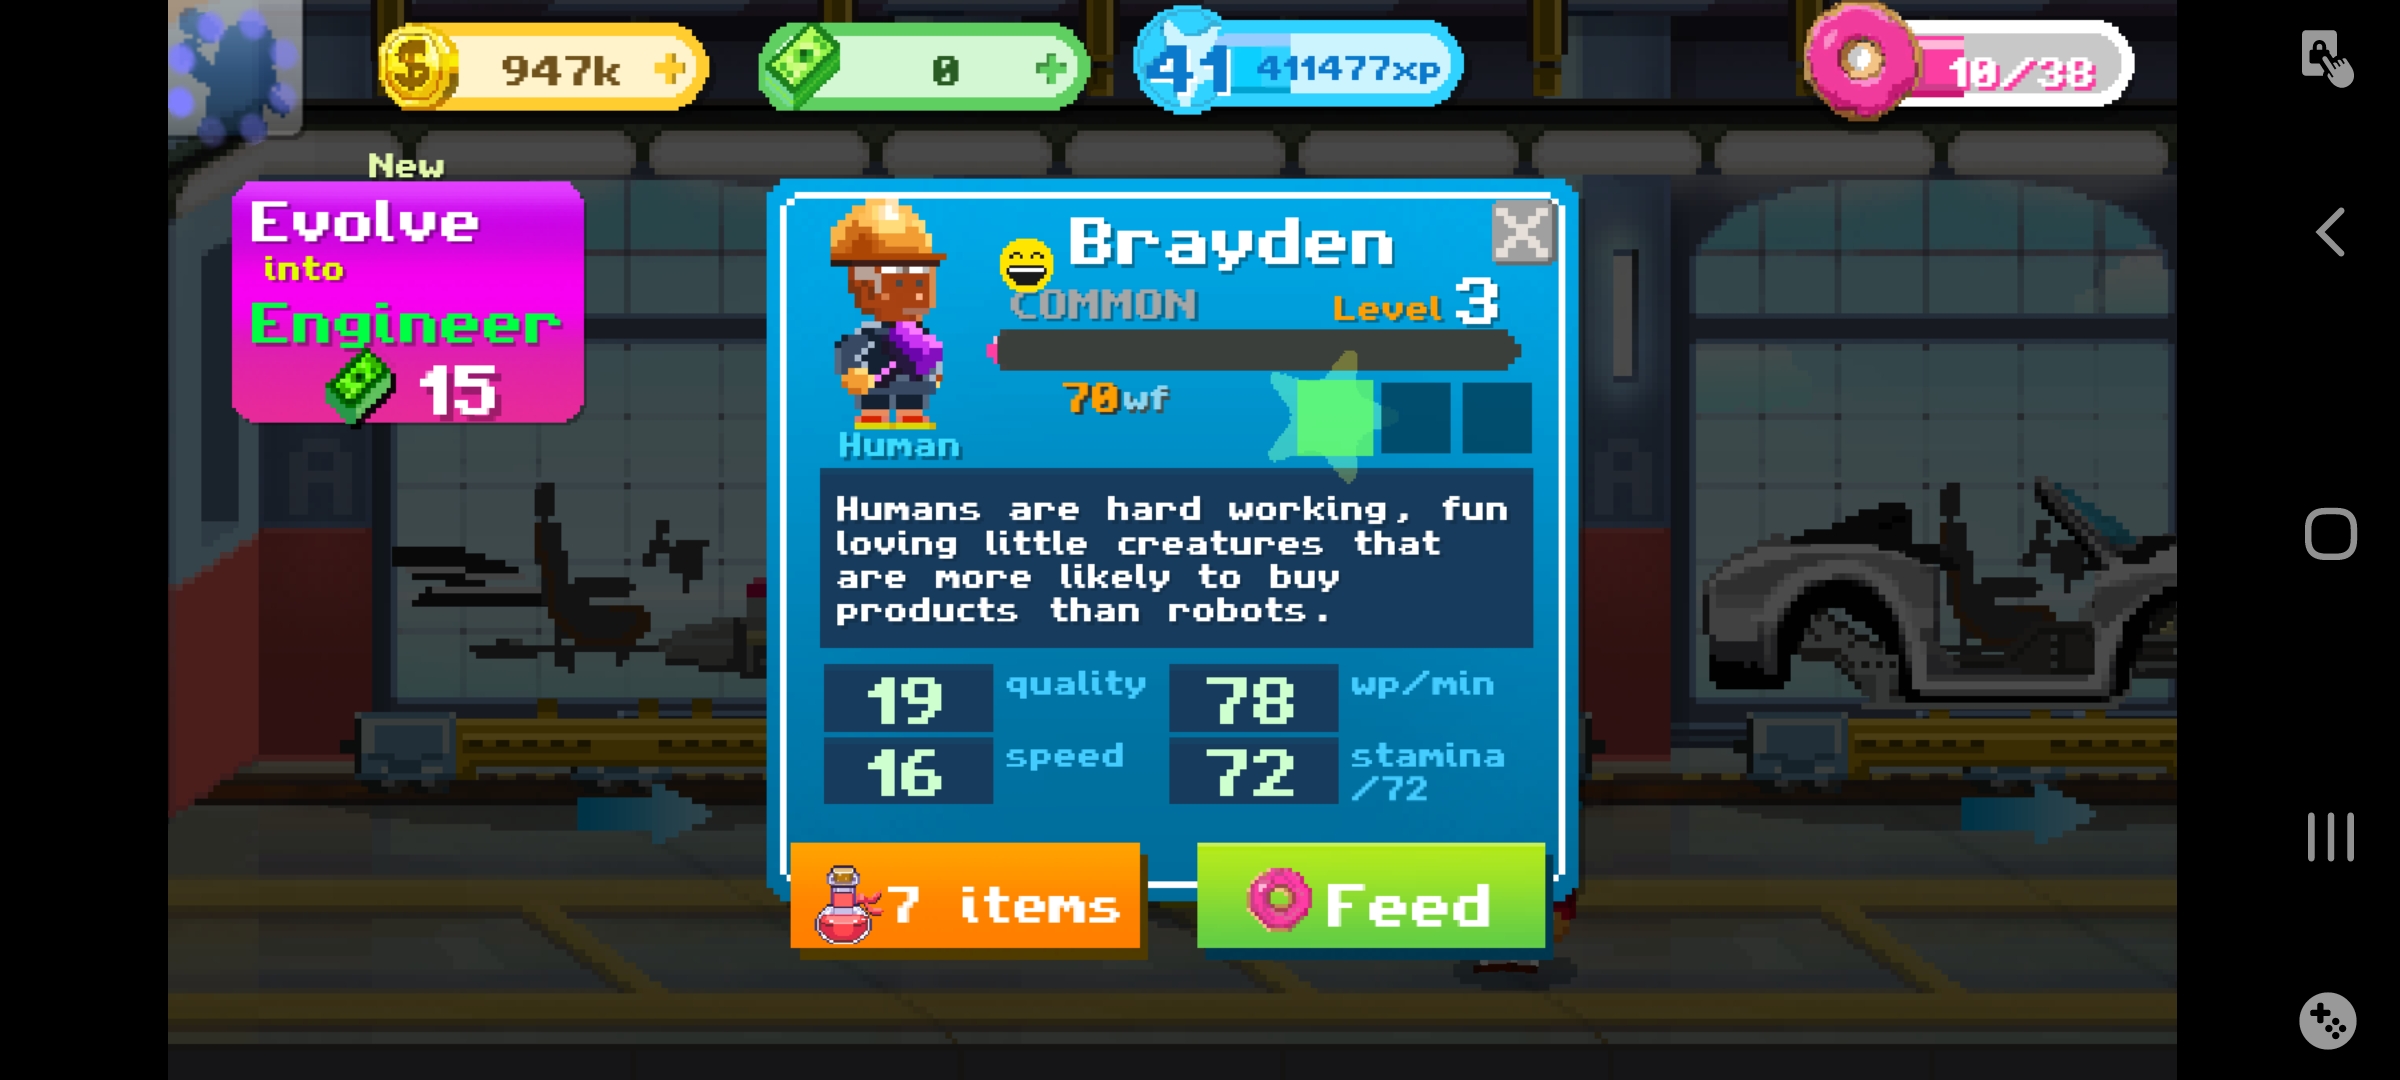 947k
0
41 411477xp
10/38
New
Evolve
into
Engineer
15
Brayden
COMMON
Level 3
70wf
Human
Humans are hard working, fun
loving little creatures that
are more likely to buy
products than robots.
19 quality
78 wp/min
16 speed
72 stamina
/72
7 items
Feed
A
A